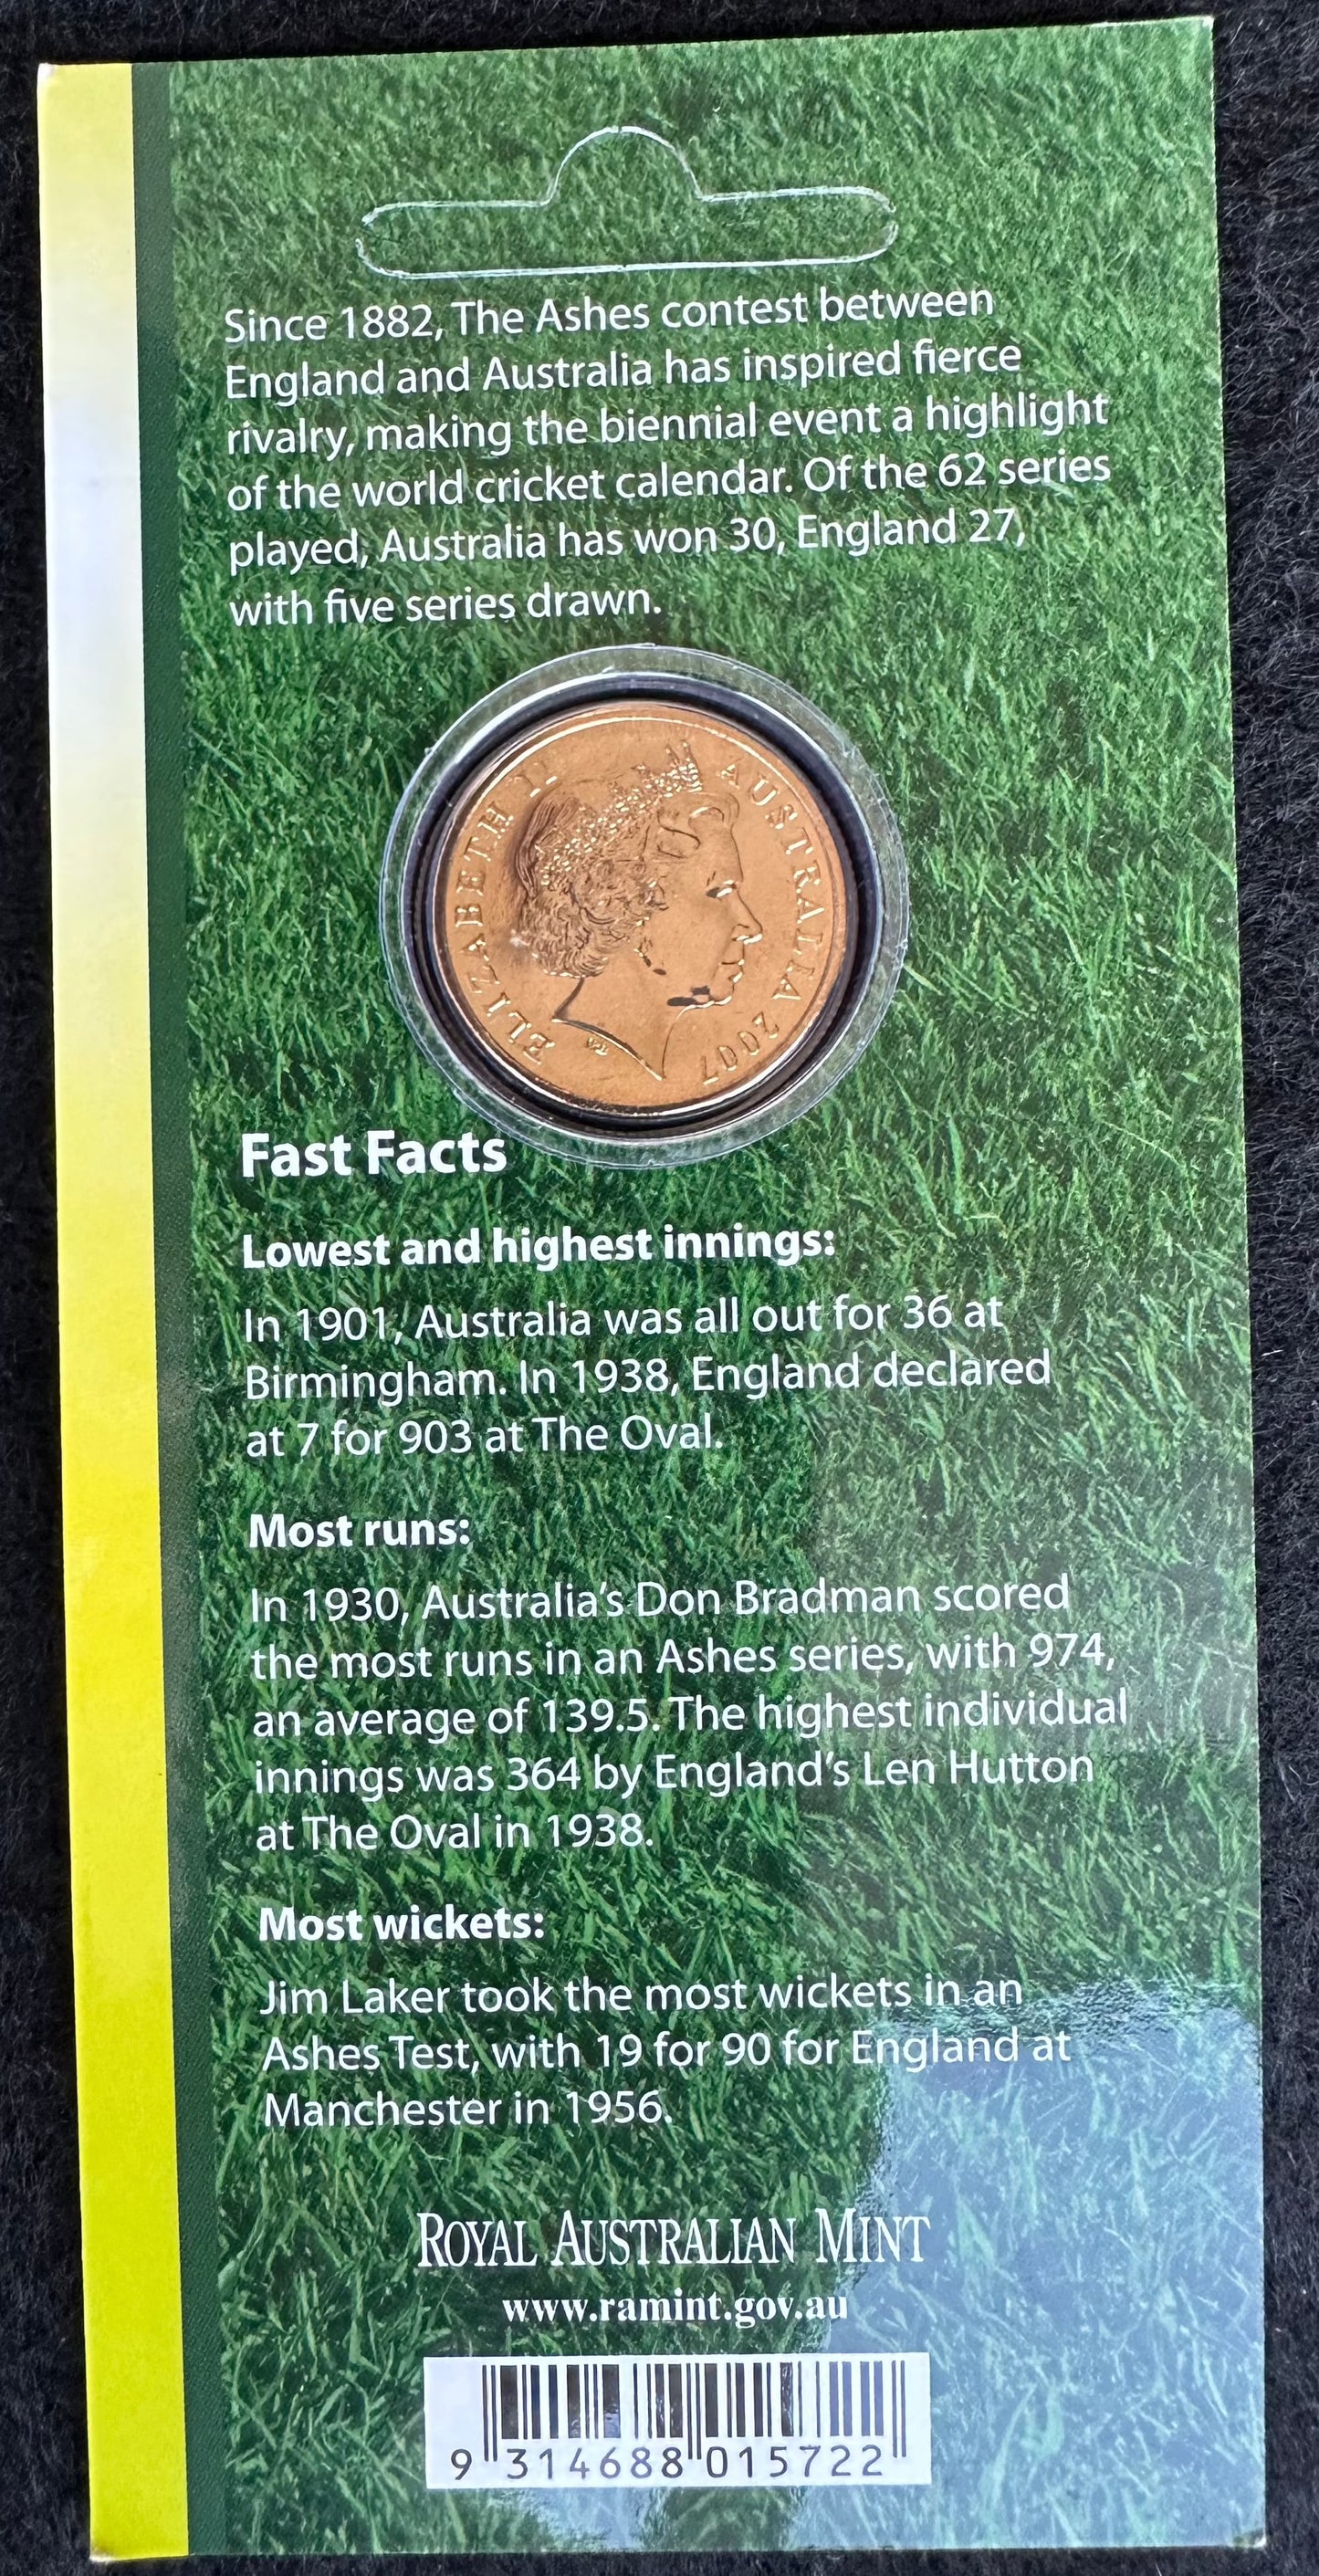 Since 1882, The Ashes contest between
England and Australia has inspired fierce
rivalry, making the biennial event a highlight
of the world cricket calendar. Of the 62 series
played, Australia has won 30, England 27,
with five series drawn.
ELIZABETH II AUSTRALIA 2007
Fast Facts
Lowest and highest innings:
In 1901, Australia was all out for 36 at
Birmingham. In 1938, England declared
at 7 for 903 at The Oval.
Most runs:
In 1930, Australia's Don Bradman scored
the most runs in an Ashes series, with 974,
an average of 139.5. The highest individual
innings was 364 by England's Len Hutton
at The Oval in 1938.
Most wickets:
Jim Laker took the most wickets in an
Ashes Test, with 19 for 90 for England at
Manchester in 1956.
ROYAL AUSTRALIAN MINT
www.ramint.gov.au
9 314688 015722